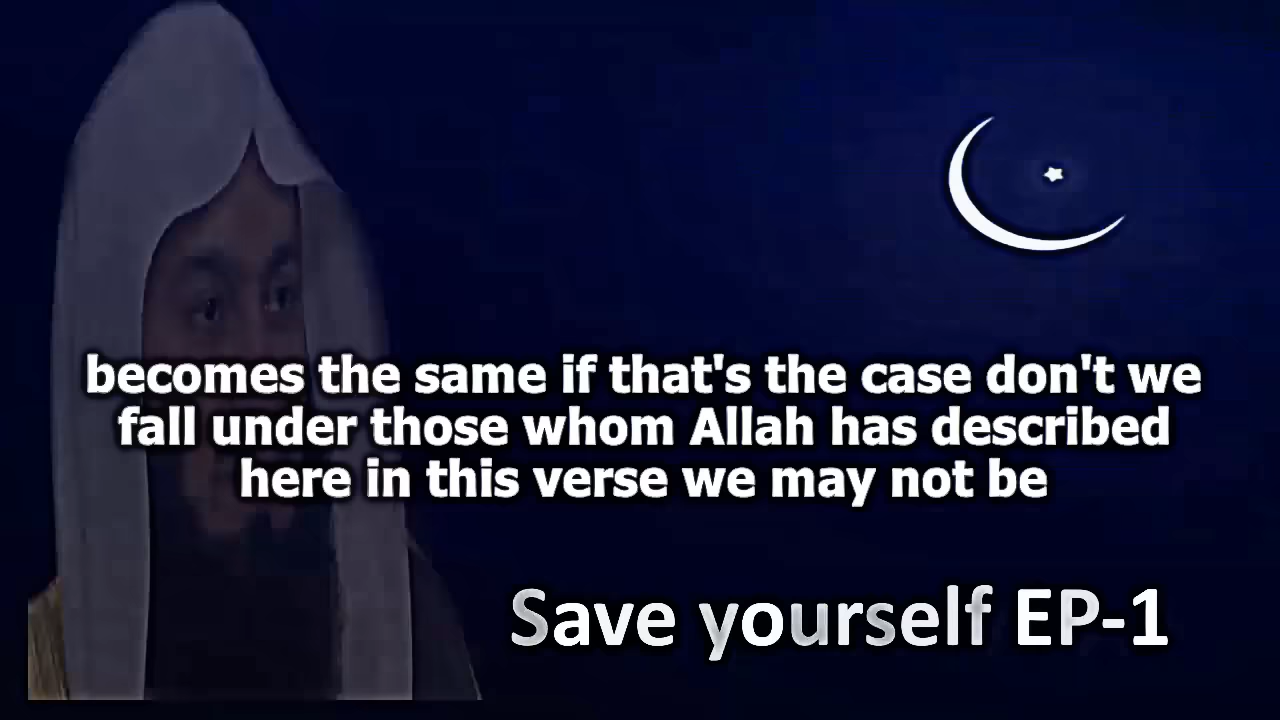 becomes the same if that's the case don't we
fall under those whom Allah has described
here in this verse we may not be
Save yourself EP-1